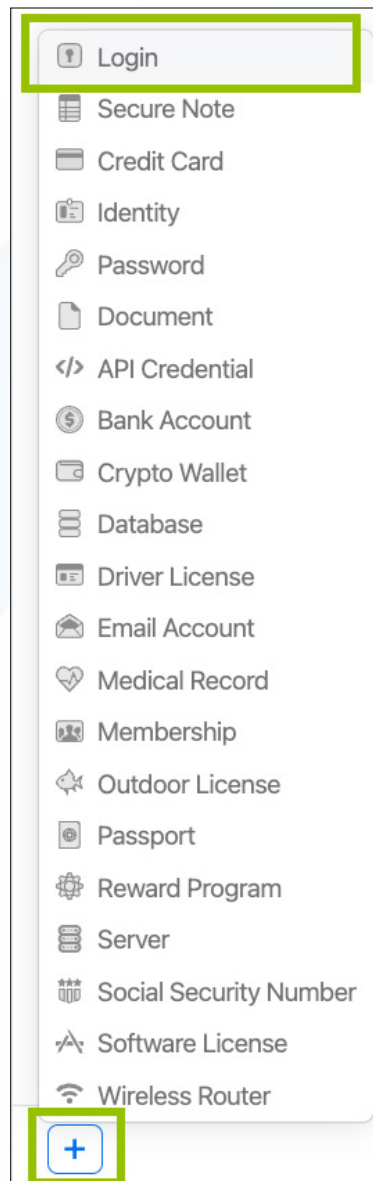 Login
Secure Note
Credit Card
Identity
Password
Document
API Credential
Bank Account
Crypto Wallet
Database
Driver License
Email Account
Medical Record
Membership
Outdoor License
Passport
Reward Program
Server
Social Security Number
Software License
Wireless Router
+